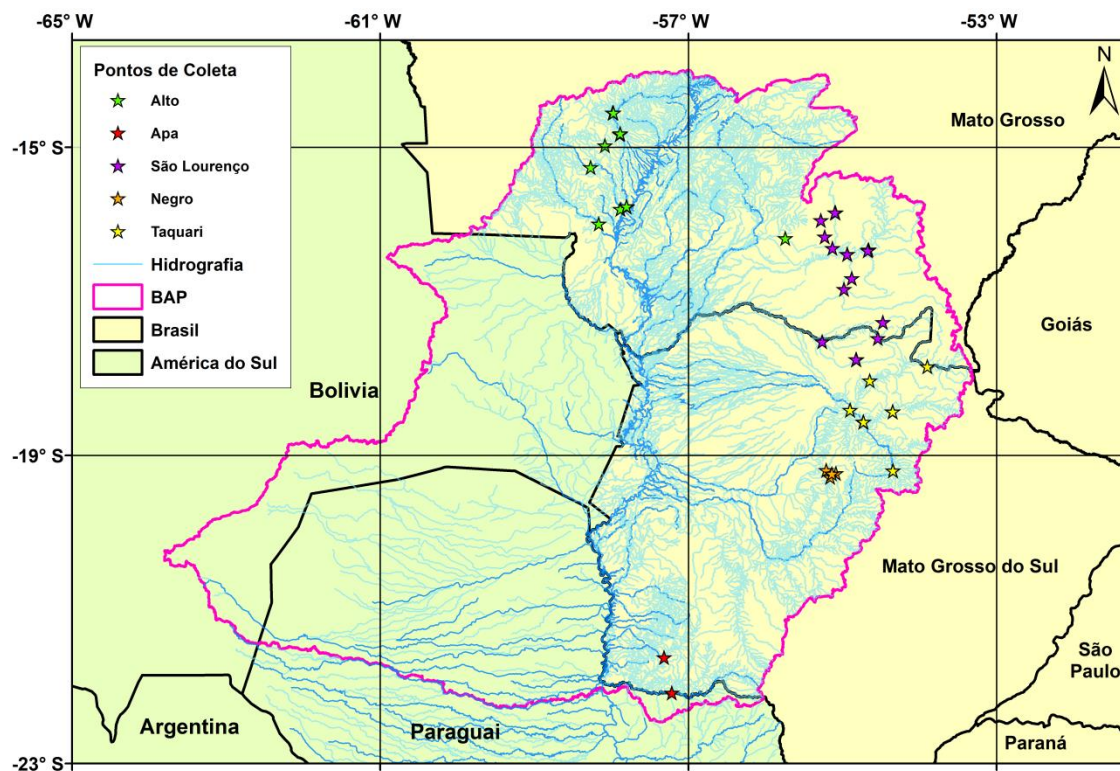 -65° W
-61° W
-57° W
-53° W
Pontos de Coleta
Alto
Apa
São Lourenço
Negro
Taquari
Hidrografia
BAP
Brasil
América do Sul
N
Mato Grosso
-15° S
Goiás
Bolivia
-19° S
Mato Grosso do Sul
São
Paulo
Argentina
Paraguai
Paraná
-23° S